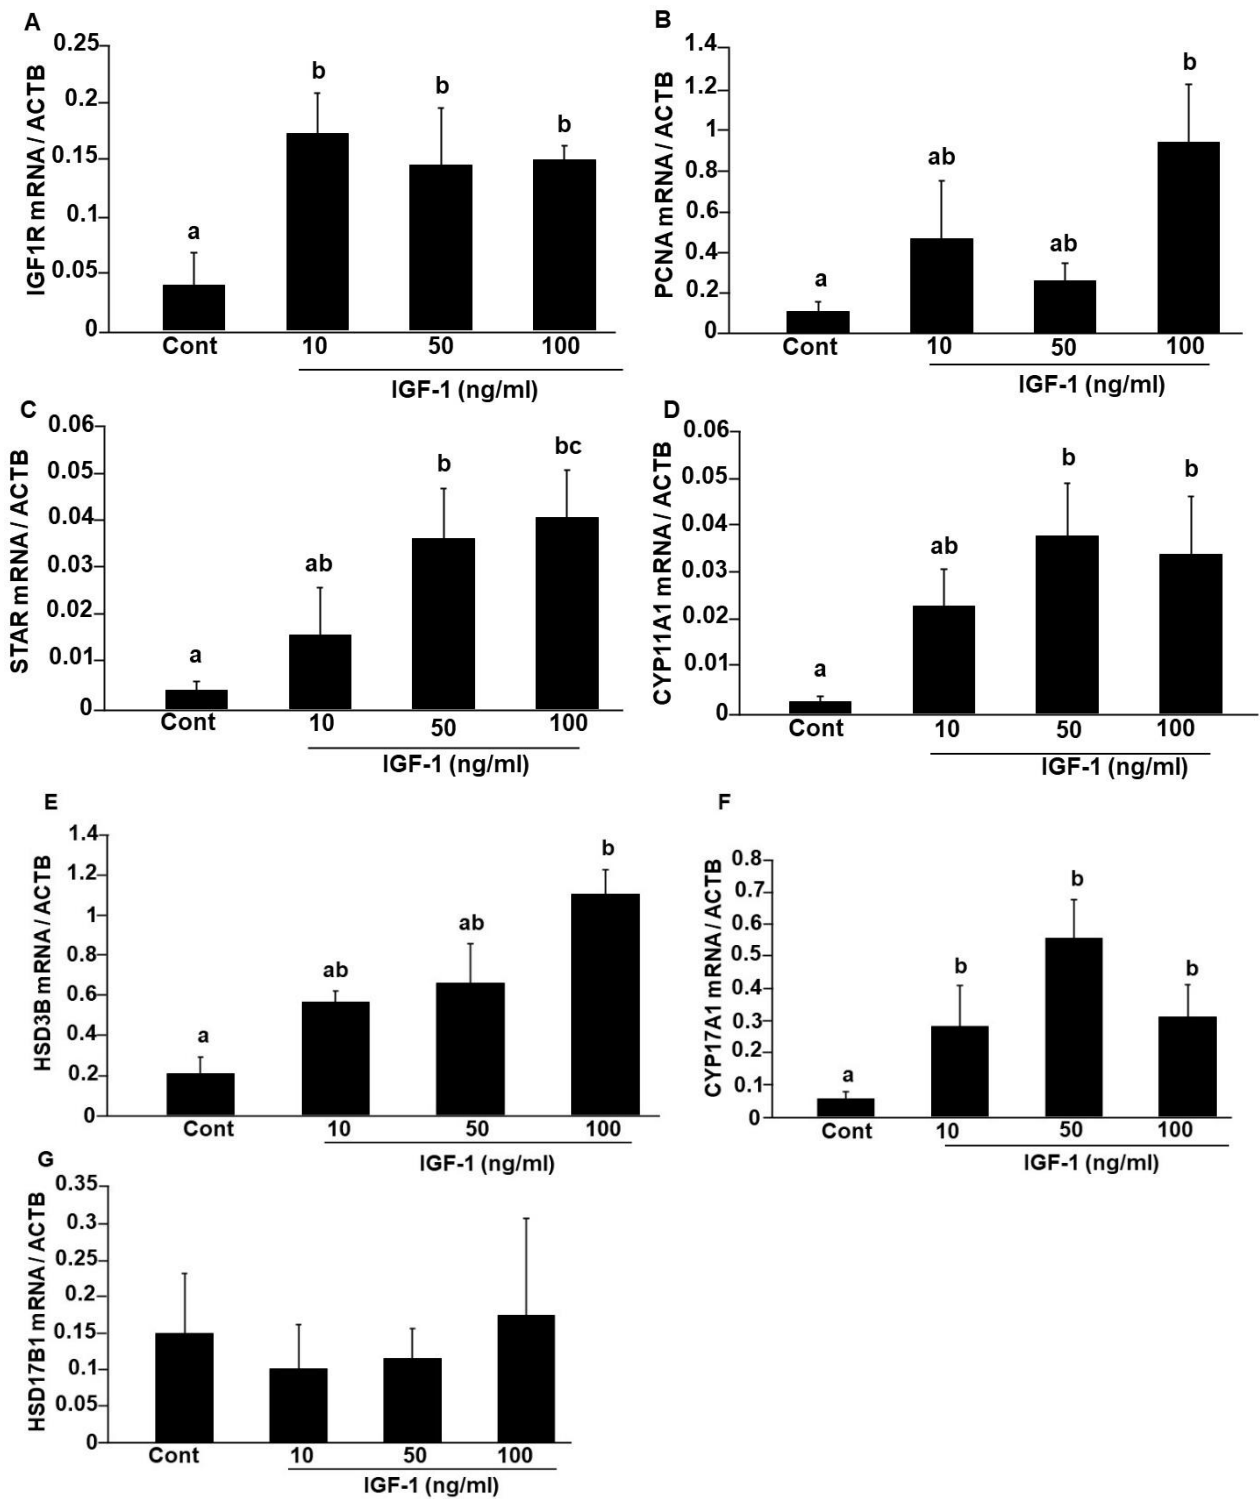 A
IGF1R mRNA / ACTB
0.25
0.2
0.15
0.1
0.05
0
a
b
b
b
Cont 10 50 100
IGF-1 (ng/ml)
B
PCNA mRNA / ACTB
1.4
1.2
1
0.8
0.6
0.4
0.2
0
a
ab
ab
b
Cont 10 50 100
IGF-1 (ng/ml)
C
STAR mRNA / ACTB
0.06
0.05
0.04
0.03
0.02
0.01
0
a
ab
b
bc
Cont 10 50 100
IGF-1 (ng/ml)
D
CYP11A1 mRNA / ACTB
0.06
0.05
0.04
0.03
0.02
0.01
0
a
ab
b
b
Cont 10 50 100
IGF-1 (ng/ml)
E
HSD3B mRNA / ACTB
1.4
1.2
1
0.8
0.6
0.4
0.2
0
a
ab
ab
b
Cont 10 50 100
IGF-1 (ng/ml)
F
CYP17A1 mRNA / ACTB
0.8
0.7
0.6
0.5
0.4
0.3
0.2
0.1
0
a
b
b
b
Cont 10 50 100
IGF-1 (ng/ml)
G
HSD17B1 mRNA / ACTB
0.35
0.3
0.25
0.2
0.15
0.1
0.05
0
Cont 10 50 100
IGF-1 (ng/ml)